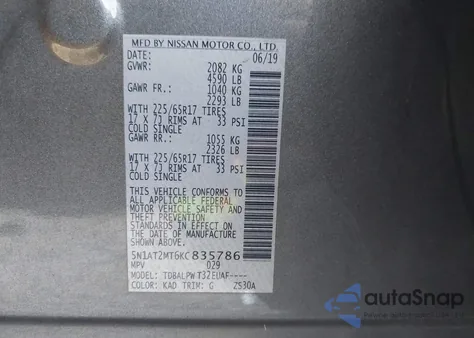 MFD BY NISSAN MOTOR CO., LTD.
DATE: 06/19
GVWR: 2082 KG
4590 LB
GAWR FR.: 1040 KG
2293 LB
WITH 225/65R17 TIRES
17 X 7J RIMS AT 33 PSI
COLD SINGLE
GAWR RR.: 1055 KG
2326 LB
WITH 225/65R17 TIRES
17 X 7J RIMS AT 33 PSI
COLD SINGLE
THIS VEHICLE CONFORMS TO
ALL APPLICABLE FEDERAL
MOTOR VEHICLE SAFETY AND
THEFT PREVENTION
STANDARDS IN EFFECT ON
THE DATE OF MANUFACTURE
SHOWN ABOVE.
5N1AT2MT6KC835786
MPV 029
MODEL: TDBALPWT32EUAF----
COLOR: KAD TRIM: G ZS30A
autoSnap